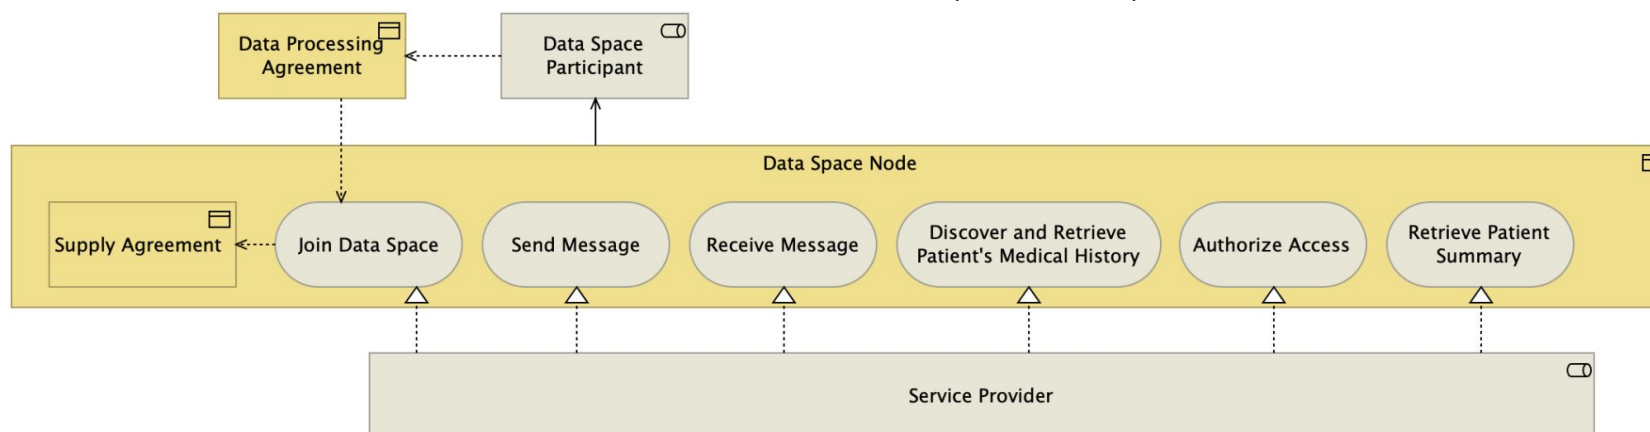 Data Processing
Agreement
Data Space
Participant
Data Space Node
Supply Agreement
Join Data Space
Send Message
Receive Message
Discover and Retrieve
Patient's Medical History
Authorize Access
Retrieve Patient
Summary
Service Provider